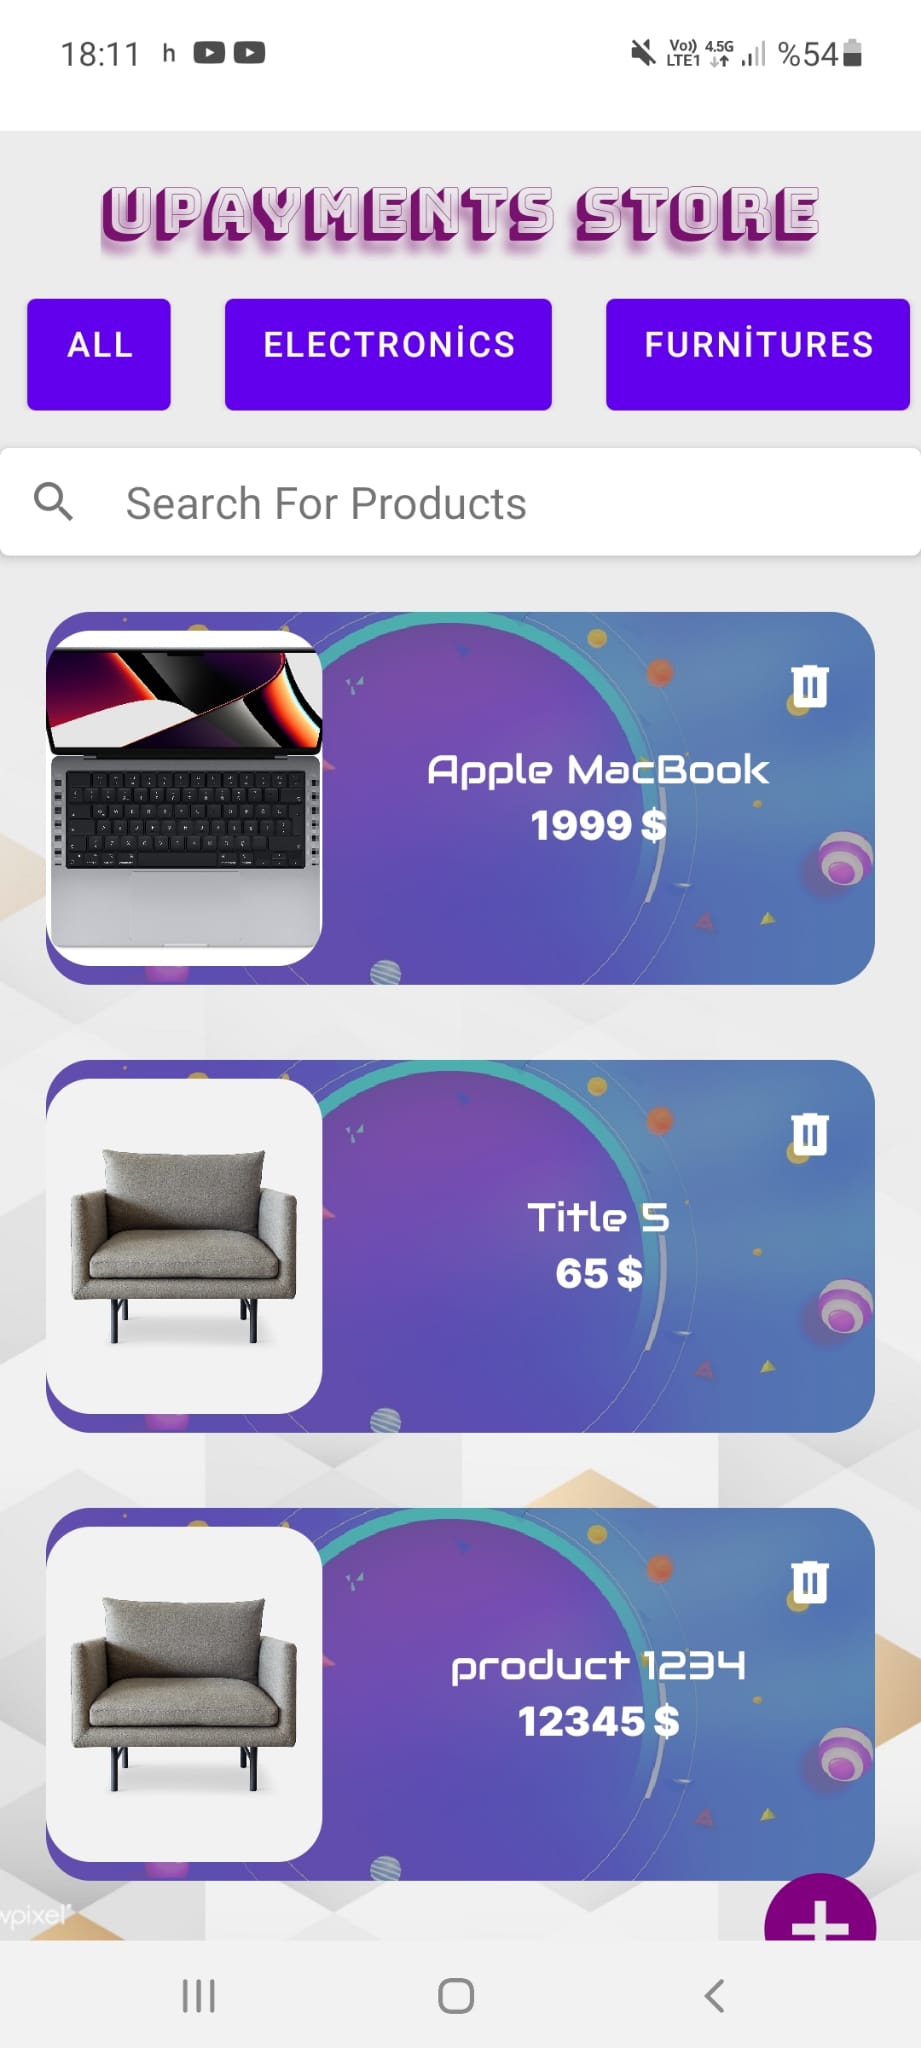 18:11 h Vo)) LTE1 4.5G %54
UPAYMENTS STORE
ALL ELECTRONİCS FURNİTURES
Search For Products
Apple MacBook
1999 $
Title 5
65 $
product 1234
12345 $
wpixel